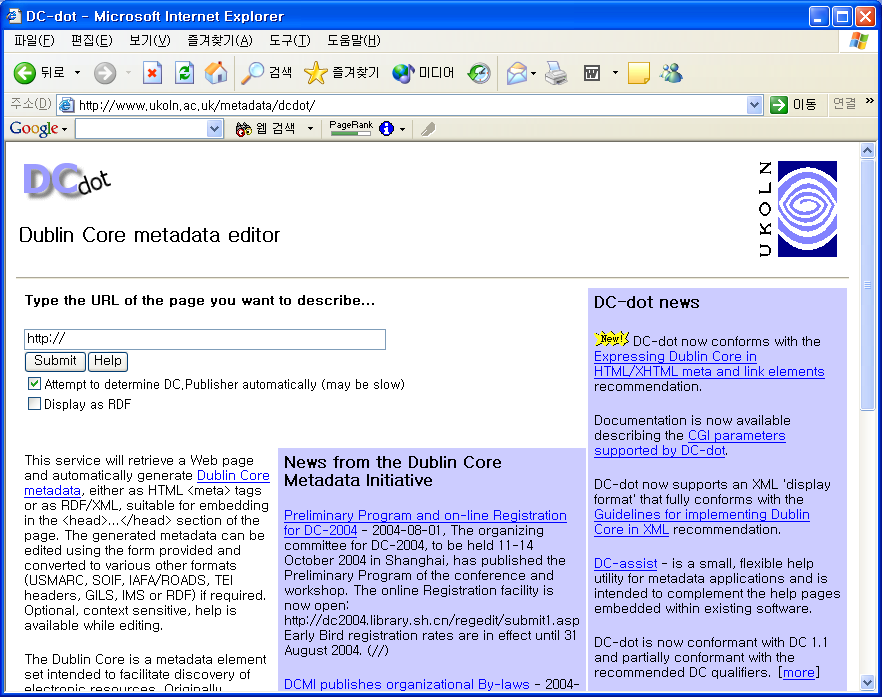 DC-dot - Microsoft Internet Explorer
파일(F) 편집(E) 보기(V) 즐겨찾기(A) 도구(T) 도움말(H)
뒤로 검색 즐겨찾기 미디어
주소(D) http://www.ukoln.ac.uk/metadata/dcdot/ 이동 연결 »
Google 웹 검색 PageRank
DCdot
UKOLN
Dublin Core metadata editor
Type the URL of the page you want to describe...
http://
Submit Help
Attempt to determine DC.Publisher automatically (may be slow)
Display as RDF
This service will retrieve a Web page
and automatically generate Dublin Core
metadata, either as HTML <meta> tags
or as RDF/XML, suitable for embedding
in the <head>...</head> section of the
page. The generated metadata can be
edited using the form provided and
converted to various other formats
(USMARC, SOIF, IAFA/ROADS, TEI
headers, GILS, IMS or RDF) if required.
Optional, context sensitive, help is
available while editing.
The Dublin Core is a metadata element
set intended to facilitate discovery of
electronic resources. Originally
News from the Dublin Core
Metadata Initiative
Preliminary Program and on-line Registration
for DC-2004 - 2004-08-01, The organizing
committee for DC-2004, to be held 11-14
October 2004 in Shanghai, has published the
Preliminary Program of the conference and
workshop. The online Registration facility is
now open:
http://dc2004.library.sh.cn/regedit/submit1.asp
Early Bird registration rates are in effect until 31
August 2004. (//)
DCMI publishes organizational By-laws - 2004-
DC-dot news
New! DC-dot now conforms with the
Expressing Dublin Core in
HTML/XHTML meta and link elements
recommendation.
Documentation is now available
describing the CGI parameters
supported by DC-dot.
DC-dot now supports an XML 'display
format' that fully conforms with the
Guidelines for implementing Dublin
Core in XML recommendation.
DC-assist - is a small, flexible help
utility for metadata applications and is
intended to complement the help pages
embedded within existing software.
DC-dot is now conformant with DC 1.1
and partially conformant with the
recommended DC qualifiers. [more]